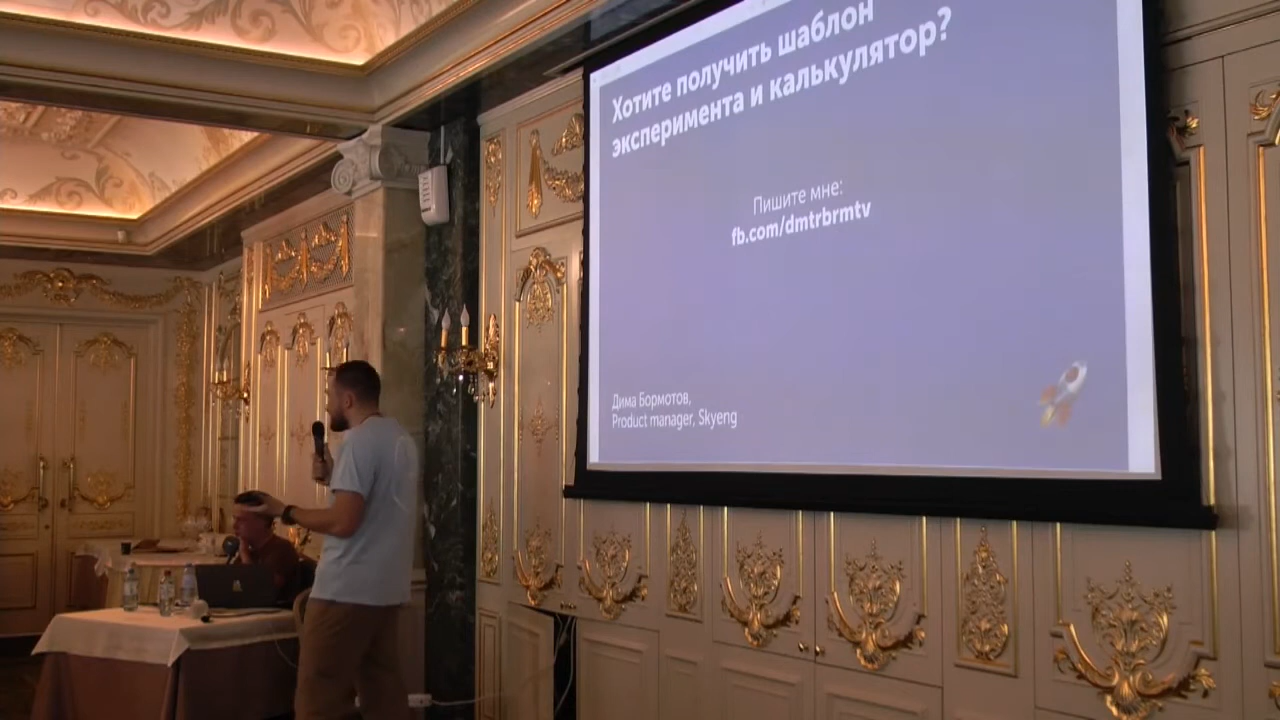 Хотите получить шаблон
эксперимента и калькулятор?
Пишите мне:
fb.com/dmtrbrmtv
Дима Бормотов,
Product manager, Skyeng